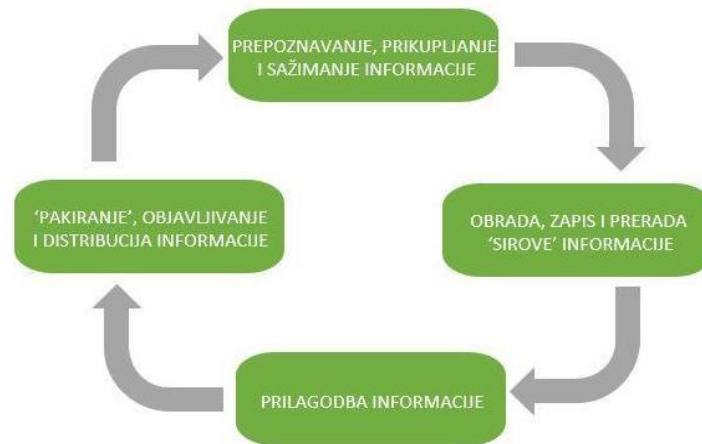 PREPOZNAVANJE, PRIKUPLJANJE
I SAŽIMANJE INFORMACIJE
'PAKIRANJE', OBJAVLJIVANJE
I DISTRIBUCIJA INFORMACIJE
OBRADA, ZAPIS I PRERADA
'SIROVE' INFORMACIJE
PRILAGODBA INFORMACIJE